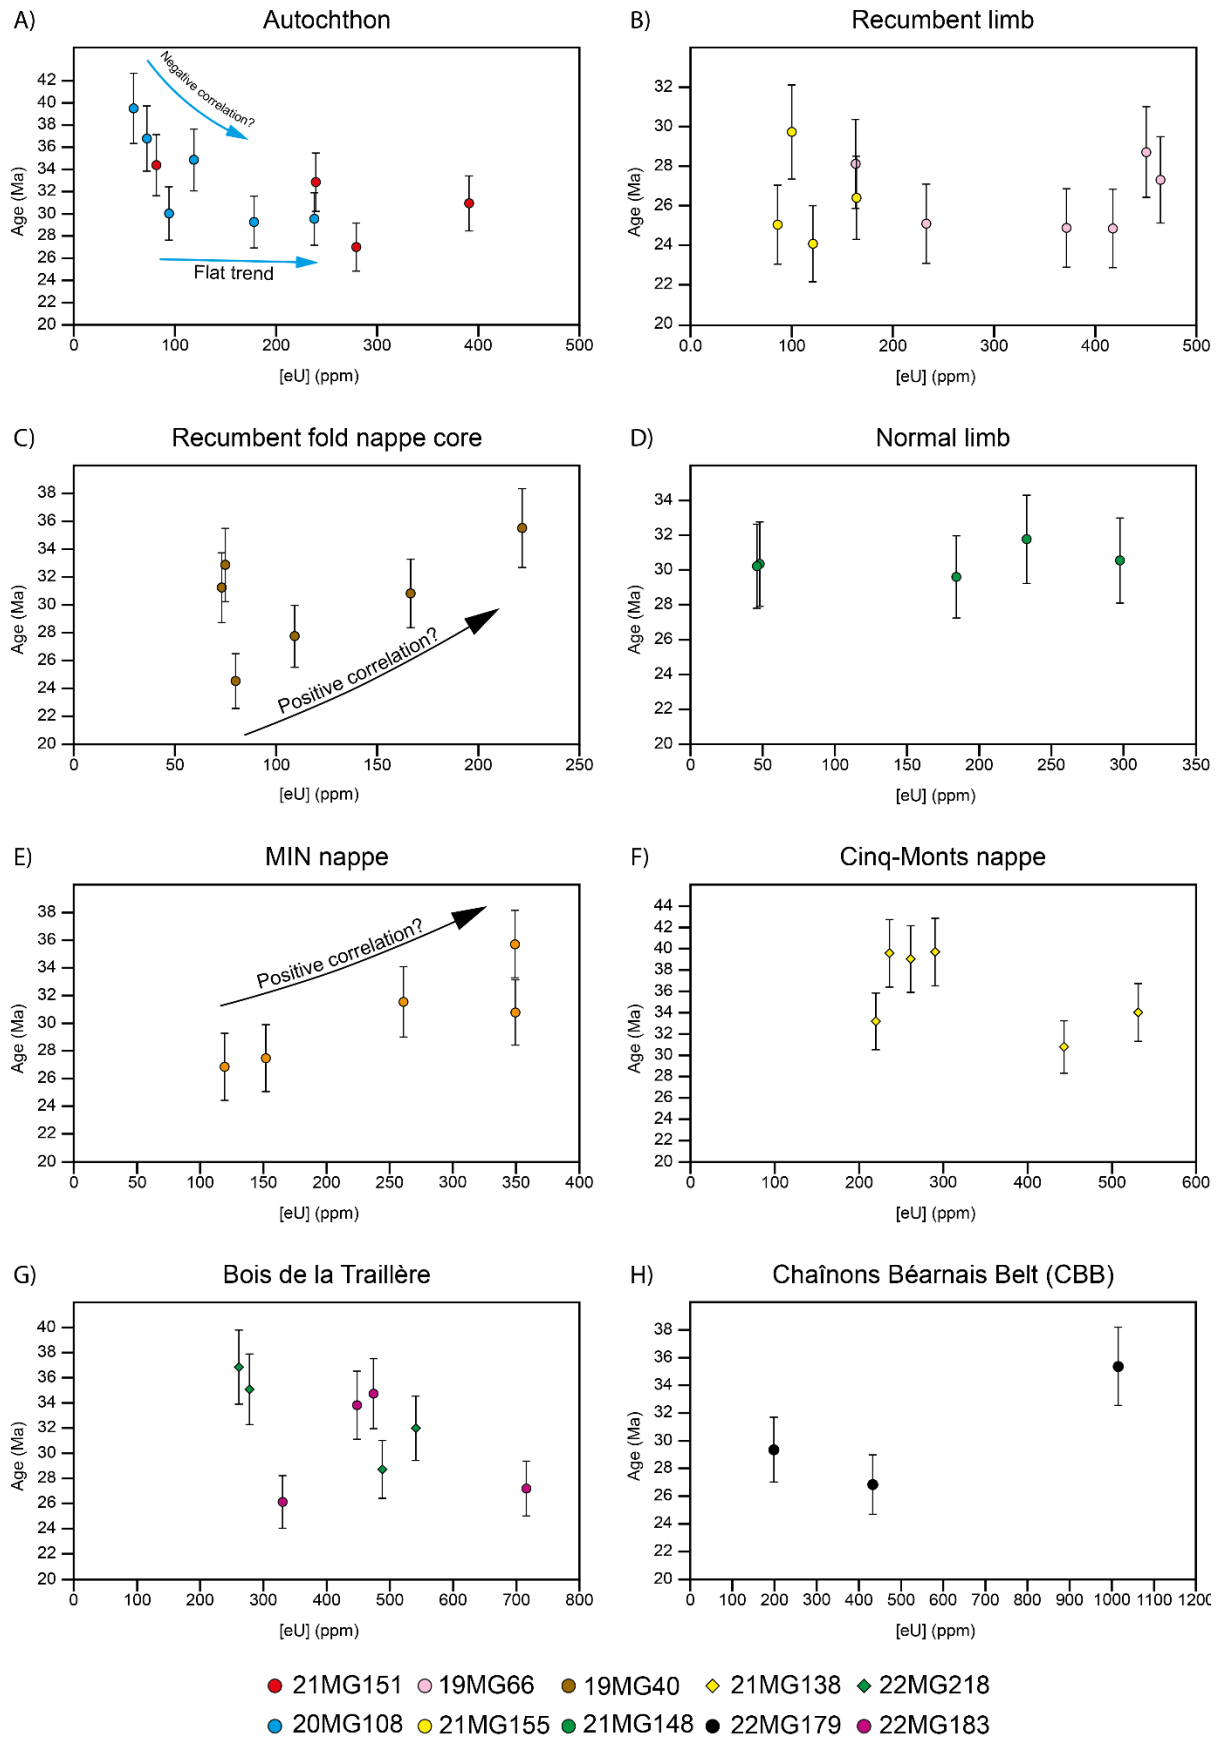 A) Autochthon
Age (Ma)
42
40
38
36
34
32
30
28
26
24
22
20
Negative correlation?
Flat trend
0 100 200 300 400 500
[eU] (ppm)
B) Recumbent limb
Age (Ma)
32
30
28
26
24
22
20
0.0 100 200 300 400 500
[eU] (ppm)
C) Recumbent fold nappe core
Age (Ma)
38
36
34
32
30
28
26
24
22
20
Positive correlation?
0 50 100 150 200 250
[eU] (ppm)
D) Normal limb
Age (Ma)
34
32
30
28
26
24
22
20
0 50 100 150 200 250 300 350
[eU] (ppm)
E) MIN nappe
Age (Ma)
38
36
34
32
30
28
26
24
22
20
Positive correlation?
0 50 100 150 200 250 300 350 400
[eU] (ppm)
F) Cinq-Monts nappe
Age (Ma)
44
42
40
38
36
34
32
30
28
26
24
22
20
0 100 200 300 400 500 600
[eU] (ppm)
G) Bois de la Traillère
Age (Ma)
40
38
36
34
32
30
28
26
24
22
20
0 100 200 300 400 500 600 700 800
[eU] (ppm)
H) Chaînons Béarnais Belt (CBB)
Age (Ma)
38
36
34
32
30
28
26
24
22
20
0 100 200 300 400 500 600 700 800 900 1000 1100 1200
[eU] (ppm)
21MG151 19MG66 19MG40 21MG138 22MG218
20MG108 21MG155 21MG148 22MG179 22MG183